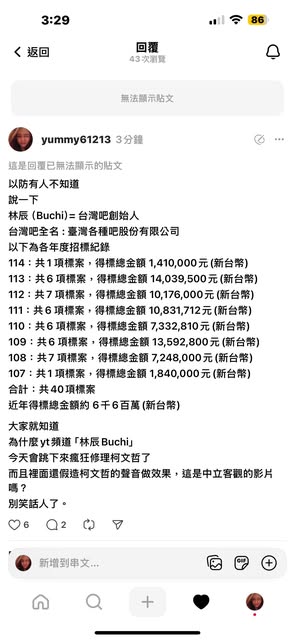 3:29
86
返回
回覆
43 次瀏覽
無法顯示貼文
yummy61213 3分鐘
這是回覆已無法顯示的貼文
以防有人不知道
說一下
林辰（Buchi）= 台灣吧創始人
台灣吧全名 : 臺灣各種吧股份有限公司
以下為各年度招標紀錄
114：共 1 項標案，得標總金額 1,410,000 元 (新台幣)
113：共 6 項標案，得標總金額 14,039,500 元 (新台幣)
112：共 7 項標案，得標總金額 10,176,000 元 (新台幣)
111：共 6 項標案，得標總金額 10,831,712 元 (新台幣)
110：共 6 項標案，得標總金額 7,332,810 元 (新台幣)
109：共 6 項標案，得標總金額 13,592,800 元 (新台幣)
108：共 7 項標案，得標總金額 7,248,000 元 (新台幣)
107：共 1 項標案，得標總金額 1,840,000 元 (新台幣)
合計：共 40 項標案
近年得標總金額約 6 千 6 百萬 (新台幣)
大家就知道
為什麼 yt 頻道「林辰 Buchi」
今天會跳下來瘋狂修理柯文哲了
而且裡面還假造柯文哲的聲音做效果，這是中立客觀的影片
嗎？
別笑話人了。
6 2
新增到串文...
GIF